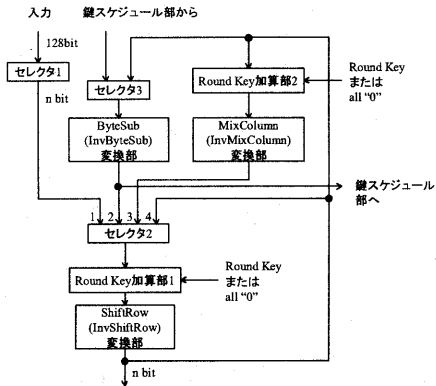 入力
鍵スケジュール部から
128bit
セレクタ1
n bit
セレクタ3
Round Key加算部2
Round Key
または
all “0”
ByteSub
(InvByteSub)
変換部
MixColumn
(InvMixColumn)
変換部
鍵スケジュール
部へ
1 2 3 4
セレクタ2
Round Key加算部1
Round Key
または
all “0”
ShiftRow
(InvShiftRow)
変換部
n bit